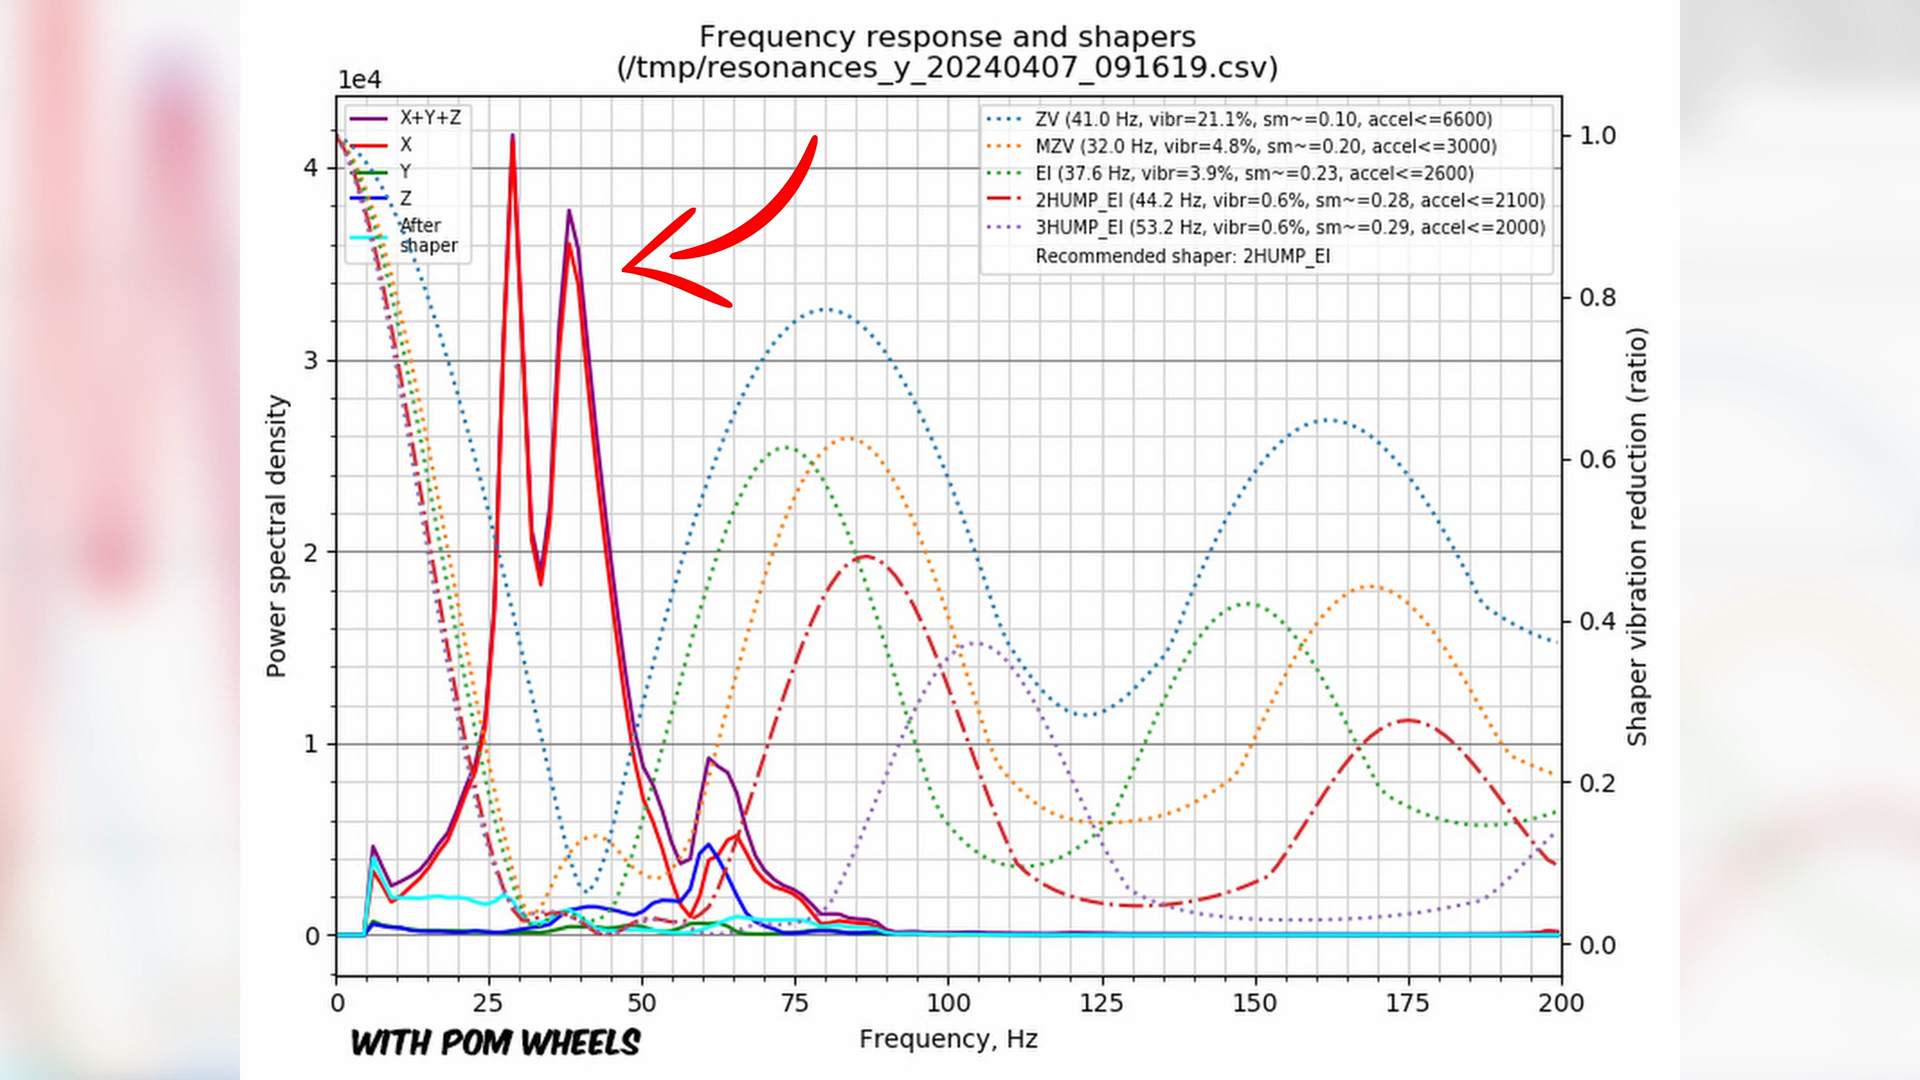 Frequency response and shapers
(/tmp/resonances_y_20240407_091619.csv)
1e4
X+Y+Z
X
Y
Z
After
shaper
ZV (41.0 Hz, vibr=21.1%, sm~=0.10, accel<=6600)
MZV (32.0 Hz, vibr=4.8%, sm~=0.20, accel<=3000)
EI (37.6 Hz, vibr=3.9%, sm~=0.23, accel<=2600)
2HUMP_EI (44.2 Hz, vibr=0.6%, sm~=0.28, accel<=2100)
3HUMP_EI (53.2 Hz, vibr=0.6%, sm~=0.29, accel<=2000)
Recommended shaper: 2HUMP_EI
Power spectral density
4
3
2
1
0
1.0
0.8
0.6
0.4
0.2
0.0
Shaper vibration reduction (ratio)
0 25 50 75 100 125 150 175 200
Frequency, Hz
WITH POM WHEELS